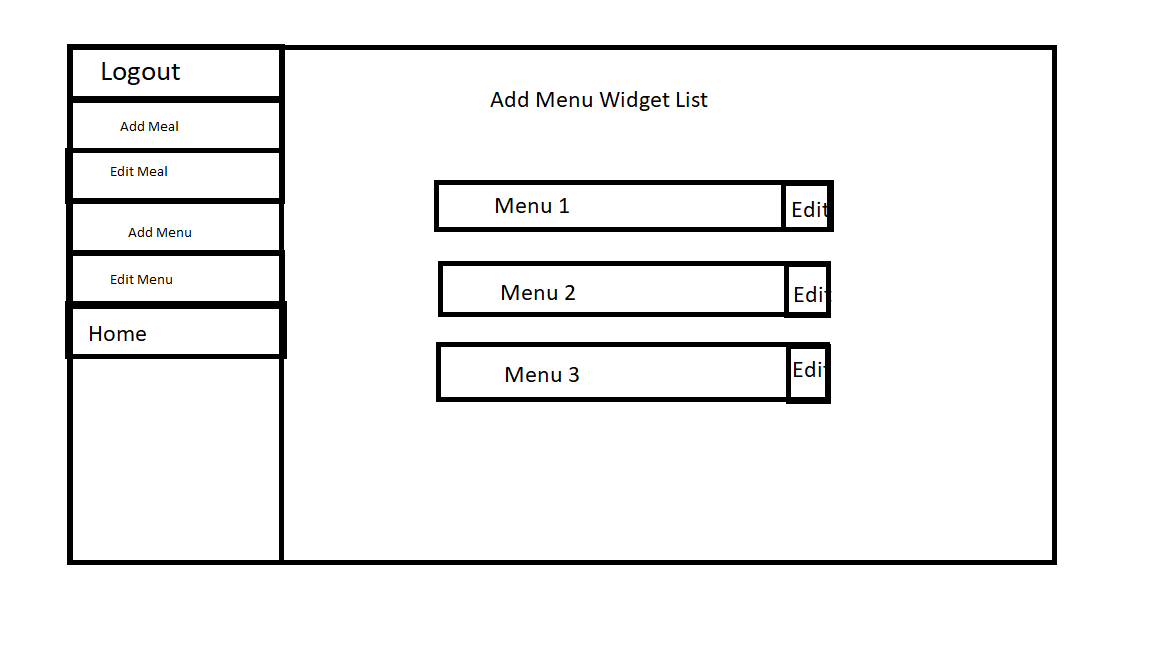 Logout
Add Meal
Edit Meal
Add Menu
Edit Menu
Home
Add Menu Widget List
Menu 1
Edit
Menu 2
Edit
Menu 3
Edit